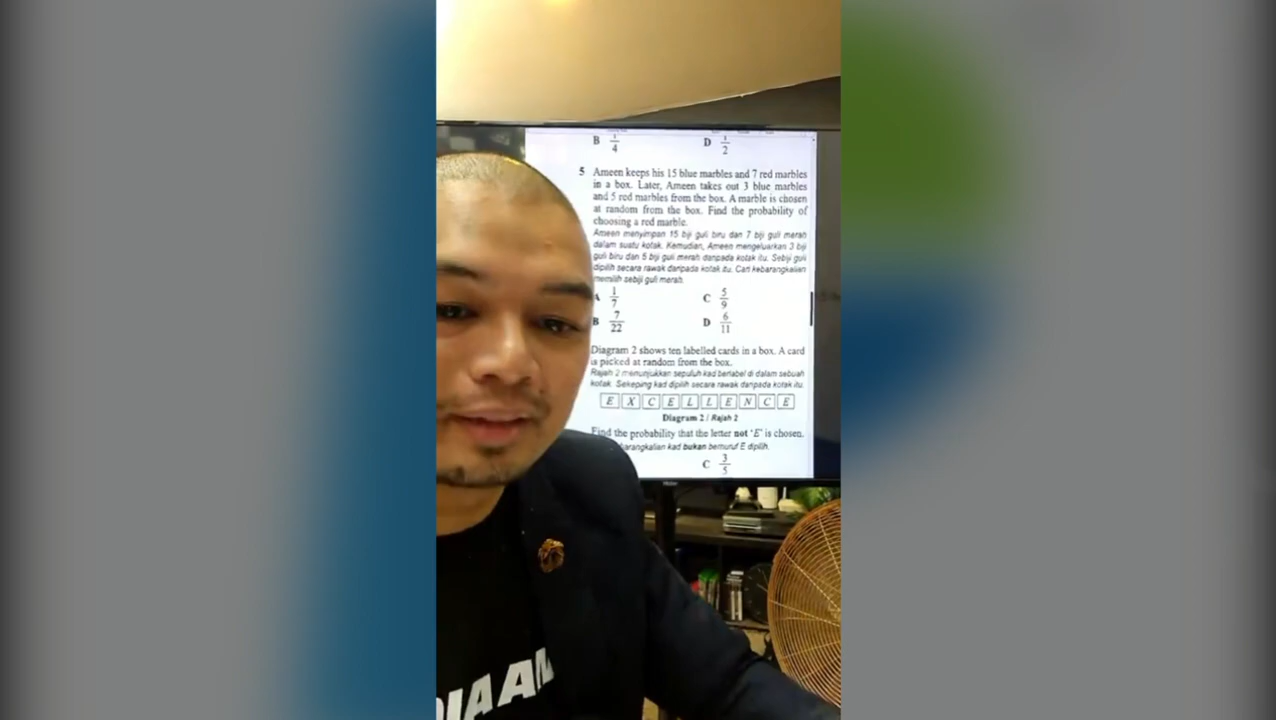 B 1/4 D 1/2
5 Ameen keeps his 15 blue marbles and 7 red marbles
in a box. Later, Ameen takes out 3 blue marbles
and 5 red marbles from the box. A marble is chosen
at random from the box. Find the probability of
choosing a red marble.
Ameen menyimpan 15 biji guli biru dan 7 biji guli merah
dalam suatu kotak. Kemudian, Ameen mengeluarkan 3 biji
guli biru dan 5 biji guli merah daripada kotak itu. Sebiji guli
dipilih secara rawak daripada kotak itu. Cari kebarangkalian
memilih sebiji guli merah.
A 1/7 C 5/9
B 7/22 D 6/11
Diagram 2 shows ten labelled cards in a box. A card
is picked at random from the box.
Rajah 2 menunjukkan sepuluh kad berlabel di dalam sebuah
kotak. Sekeping kad dipilih secara rawak daripada kotak itu.
E X C E L L E N C E
Diagram 2 / Rajah 2
Find the probability that the letter not 'E' is chosen.
barangkalian kad bukan berhuruf E dipilih.
C 3/5
Haier
IAAN